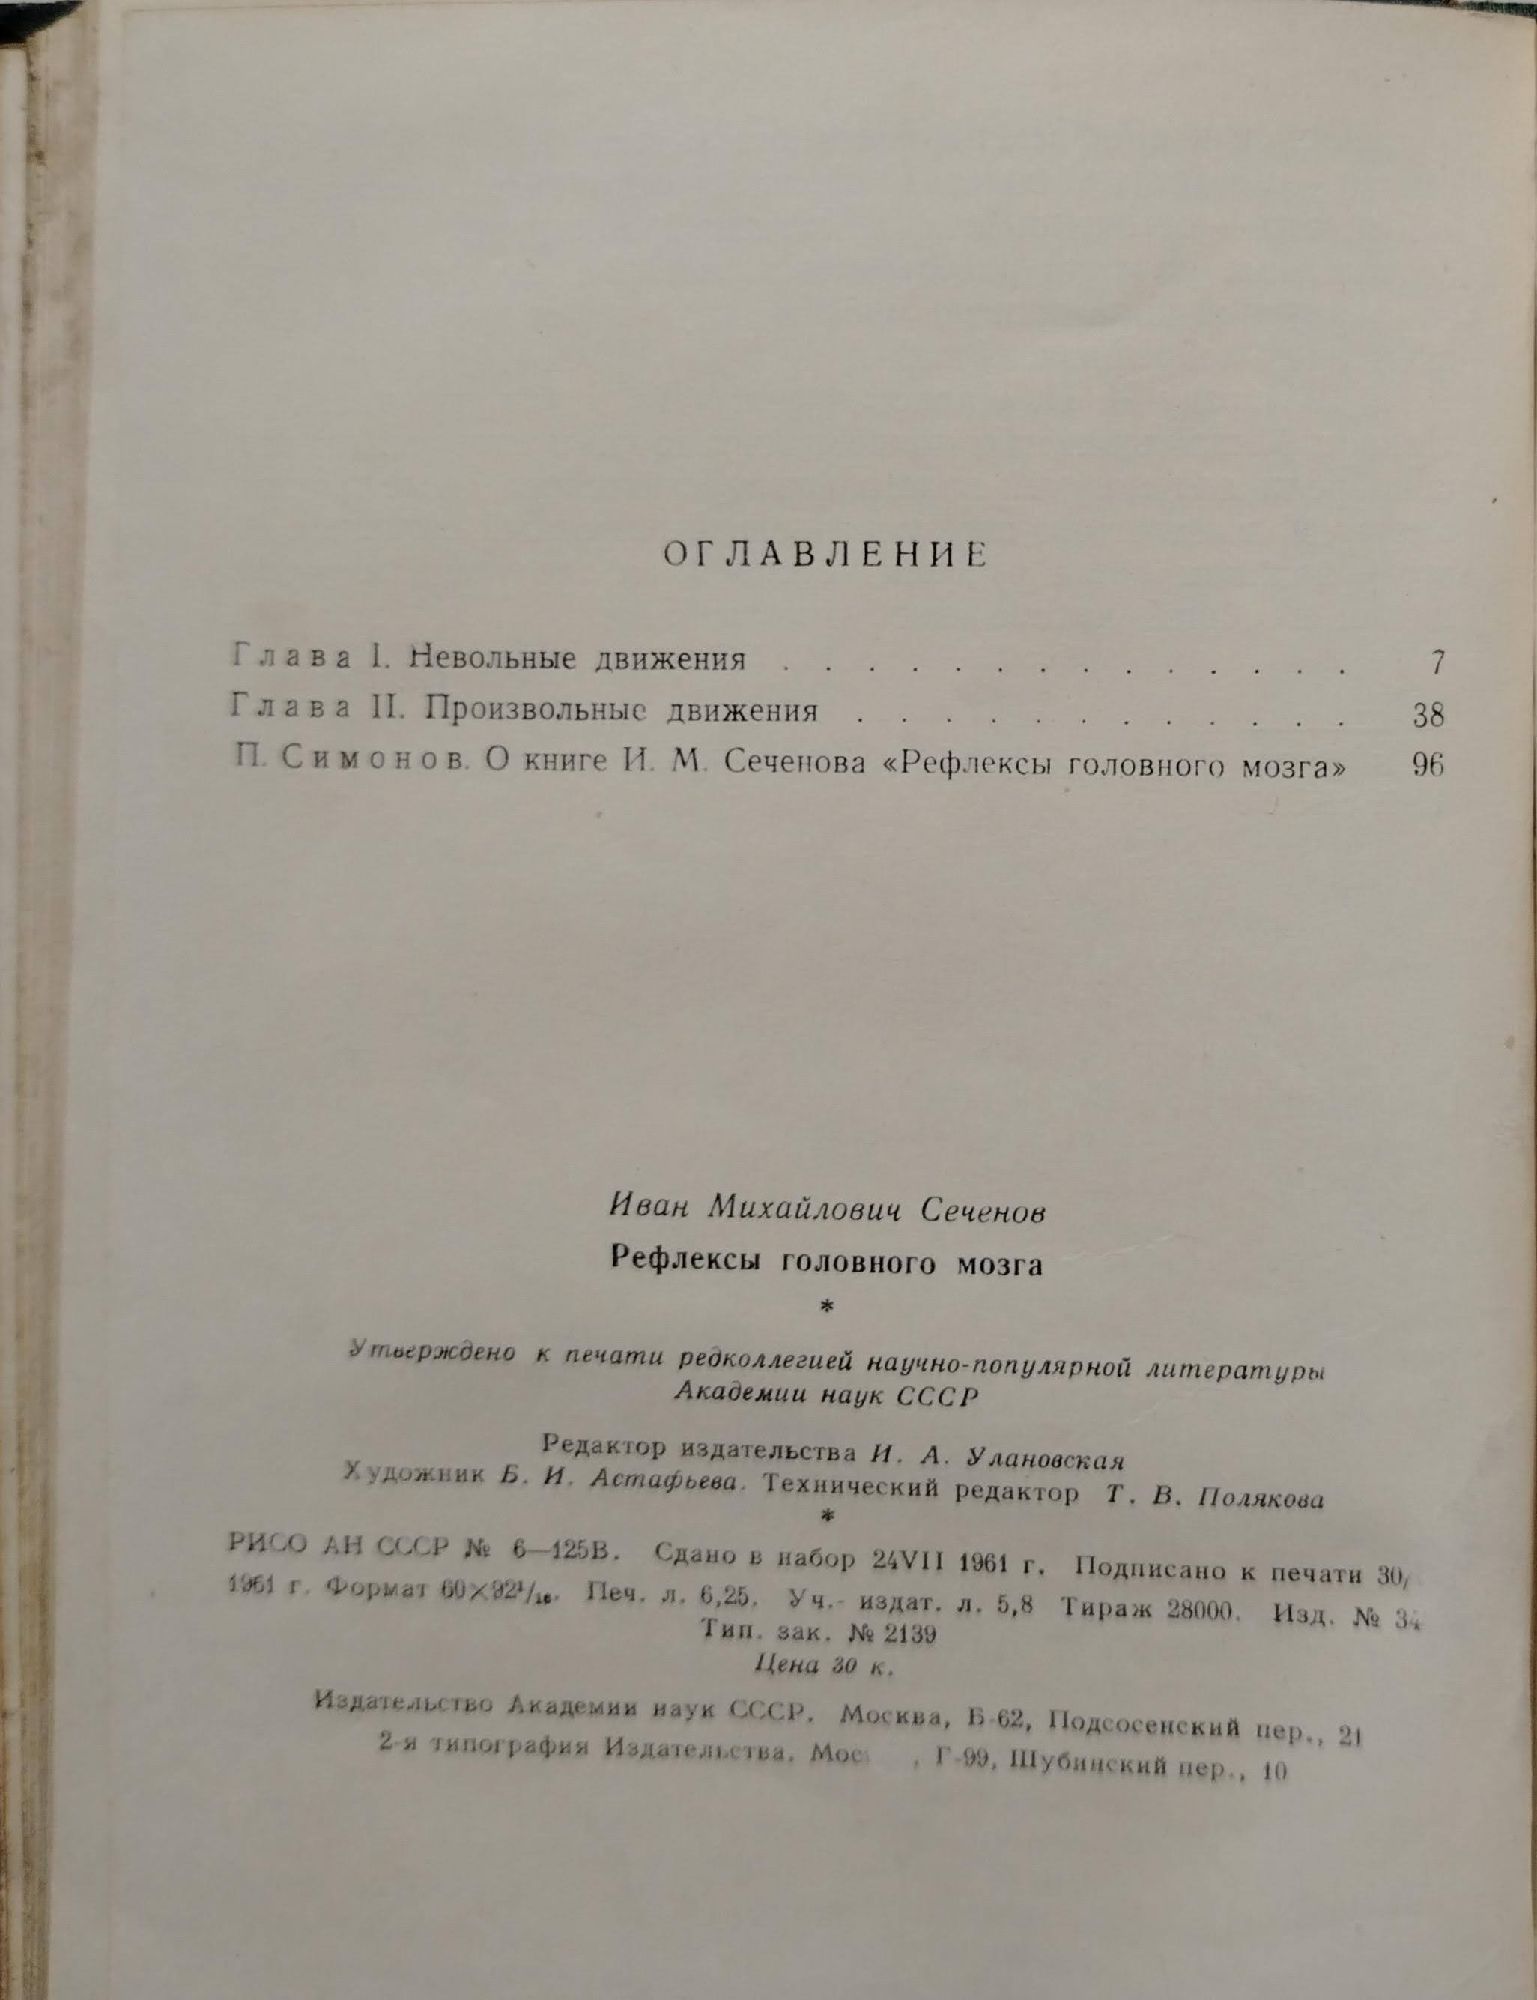 ОГЛАВЛЕНИЕ
Глава I. Невольные движения . . . . . . . . . . . . . . 7
Глава II. Произвольные движения . . . . . . . . . . . . 38
П. Симонов. О книге И. М. Сеченова «Рефлексы головного мозга» 96
Иван Михайлович Сеченов
Рефлексы головного мозга
*
Утверждено к печати редколлегией научно-популярной литературы
Академии наук СССР
Редактор издательства И. А. Улановская
Художник Б. И. Астафьева. Технический редактор Т. В. Полякова
*
РИСО АН СССР № 6—125В. Сдано в набор 24VII 1961 г. Подписано к печати 30/
1961 г. Формат 60×92¹/₁₆. Печ. л. 6,25. Уч.- издат. л. 5,8 Тираж 28000. Изд. №
Тип. зак. № 2139
Цена 30 к.
Издательство Академии наук СССР. Москва, Б-62, Подсосенский пер., 21
2-я типография Издательства. , Г-99, Шубинский пер., 10